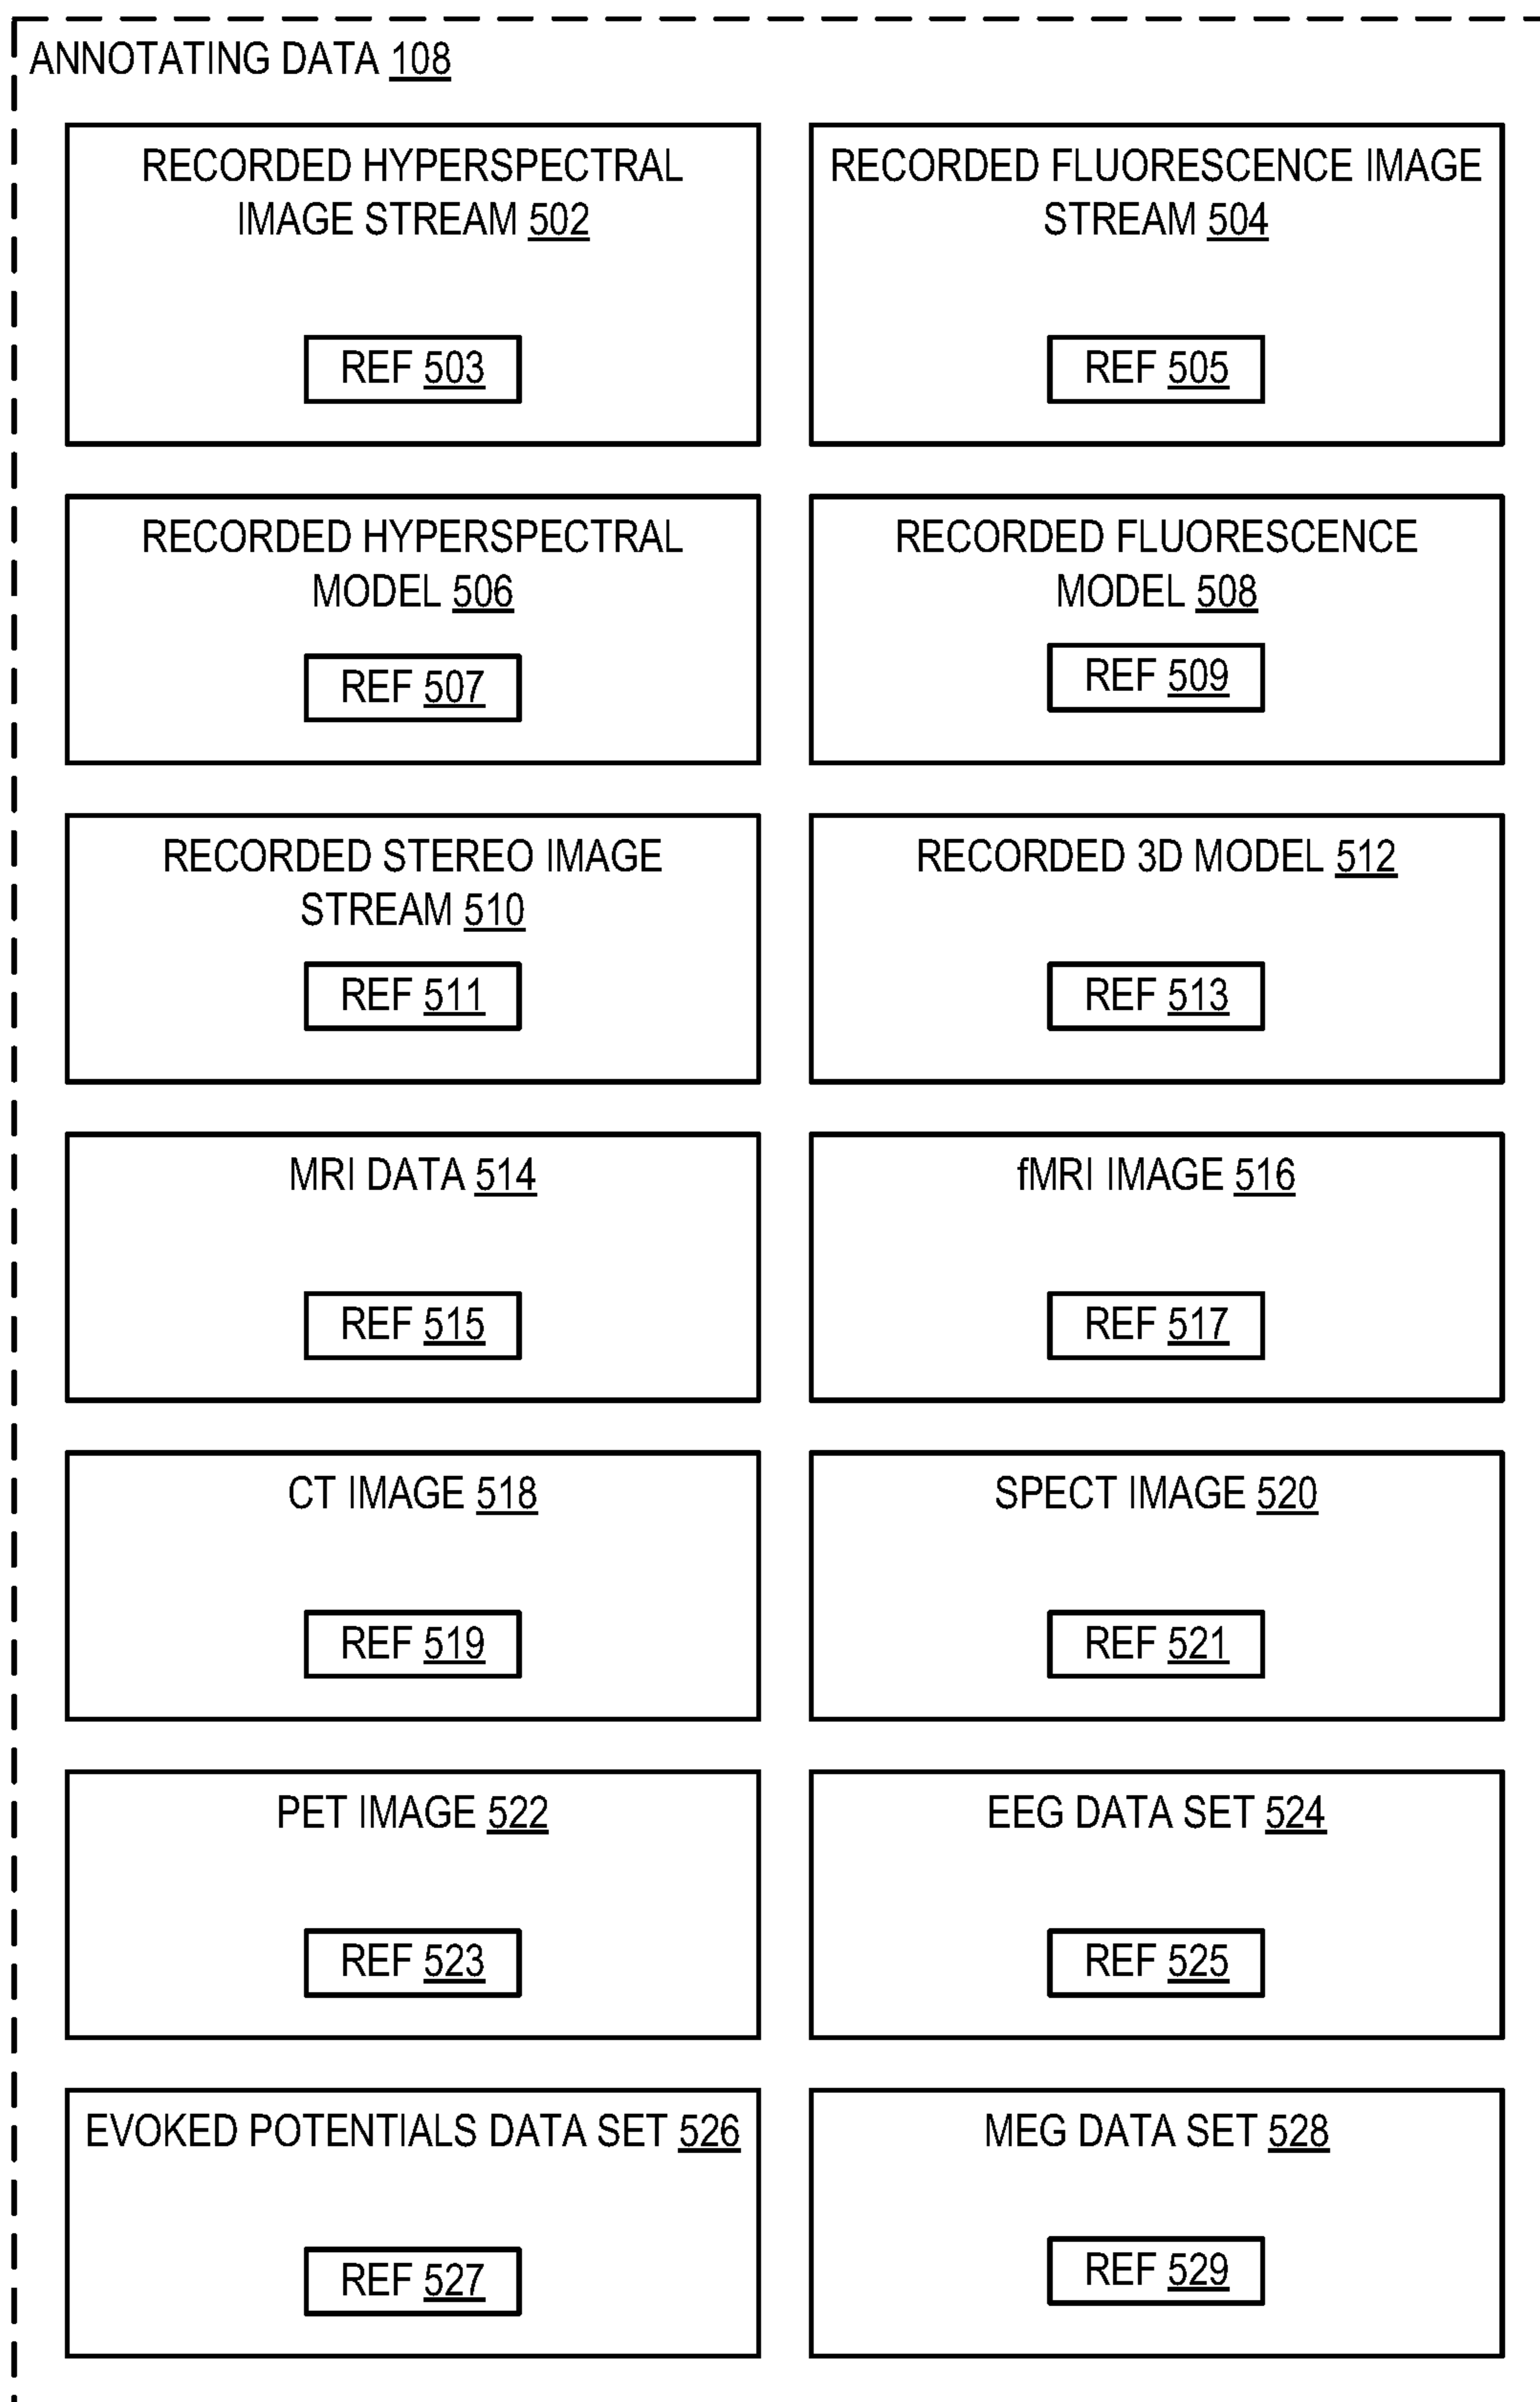 ANNOTATING DATA 108
RECORDED HYPERSPECTRAL
IMAGE STREAM 502
REF 503
RECORDED FLUORESCENCE IMAGE
STREAM 504
REF 505
RECORDED HYPERSPECTRAL
MODEL 506
REF 507
RECORDED FLUORESCENCE
MODEL 508
REF 509
RECORDED STEREO IMAGE
STREAM 510
REF 511
RECORDED 3D MODEL 512
REF 513
MRI DATA 514
REF 515
fMRI IMAGE 516
REF 517
CT IMAGE 518
REF 519
SPECT IMAGE 520
REF 521
PET IMAGE 522
REF 523
EEG DATA SET 524
REF 525
EVOKED POTENTIALS DATA SET 526
REF 527
MEG DATA SET 528
REF 529